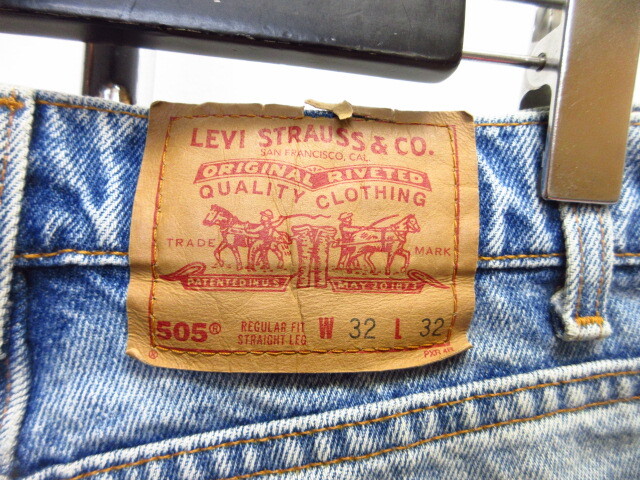 LEVI STRAUSS & CO.
SAN FRANCISCO, CAL
ORIGINAL RIVETED
QUALITY CLOTHING
TRADE MARK
PATENTED IN U.S. MAY 20 1873
505® REGULAR FIT W 32 L 32
STRAIGHT LEG
®